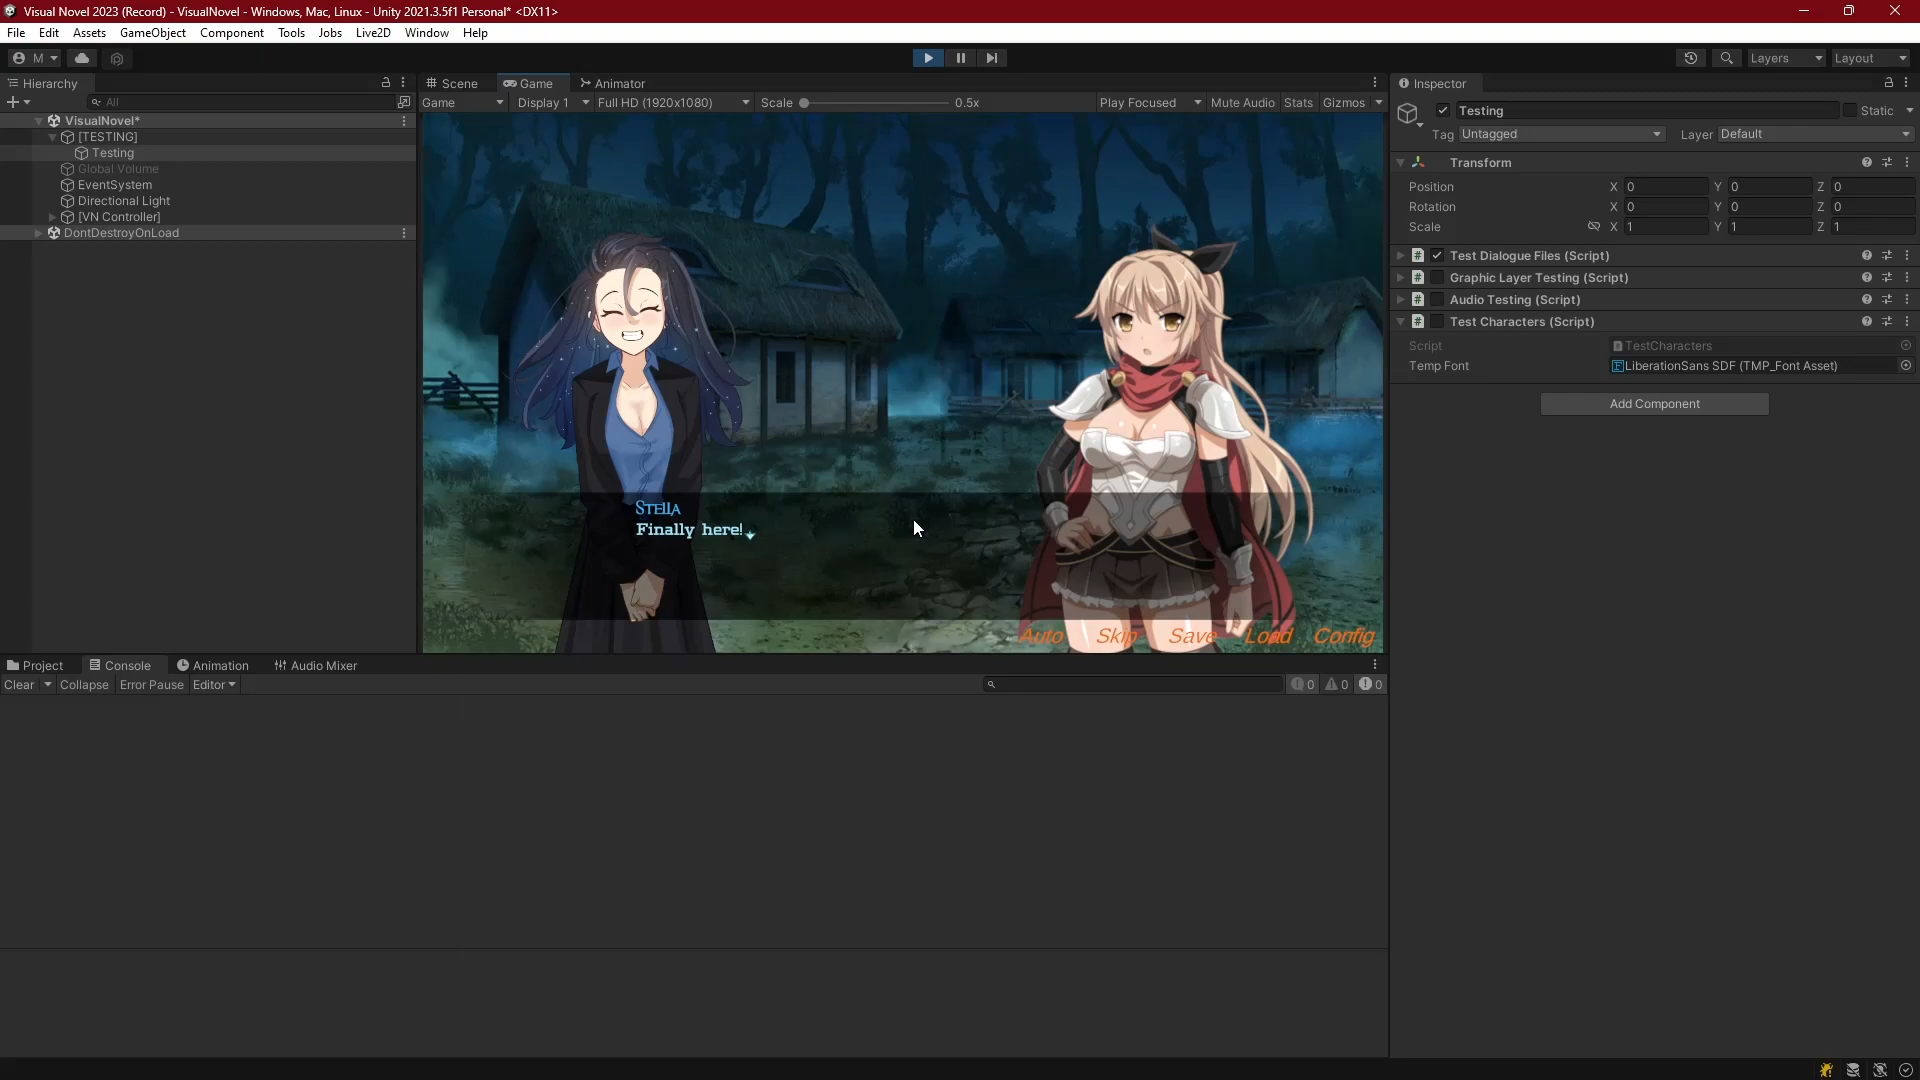 Visual Novel 2023 (Record) - VisualNovel - Windows, Mac, Linux - Unity 2021.3.5f1 Personal* <DX11>
File Edit Assets GameObject Component Tools Jobs Live2D Window Help
M Layers Layout
Hierarchy
All
VisualNovel*
[TESTING]
Testing
Global Volume
EventSystem
Directional Light
[VN Controller]
DontDestroyOnLoad
Scene Game Animator
Game Display 1 Full HD (1920x1080) Scale 0.5x Play Focused Mute Audio Stats Gizmos
Stella
Finally here!
Auto Skip Save Load Config
Project Console Animation Audio Mixer
Clear Collapse Error Pause Editor 0 0 0
Inspector
Testing Static
Tag Untagged Layer Default
Transform
Position X 0 Y 0 Z 0
Rotation X 0 Y 0 Z 0
Scale X 1 Y 1 Z 1
# Test Dialogue Files (Script)
# Graphic Layer Testing (Script)
# Audio Testing (Script)
# Test Characters (Script)
Script TestCharacters
Temp Font LiberationSans SDF (TMP_Font Asset)
Add Component